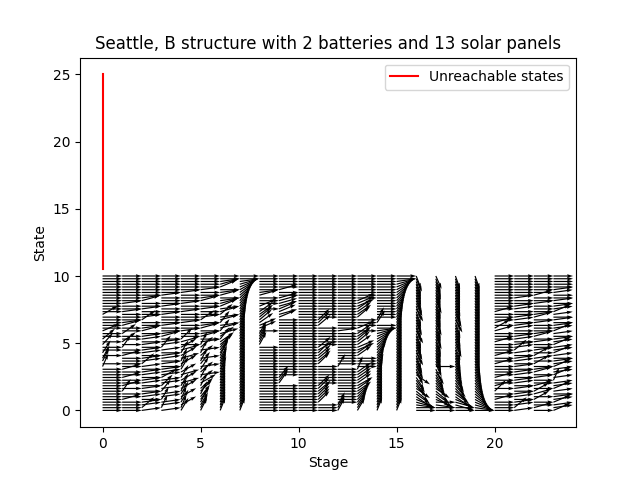 Seattle, B structure with 2 batteries and 13 solar panels
Unreachable states
25
20
15
10
5
0
State
0 5 10 15 20
Stage